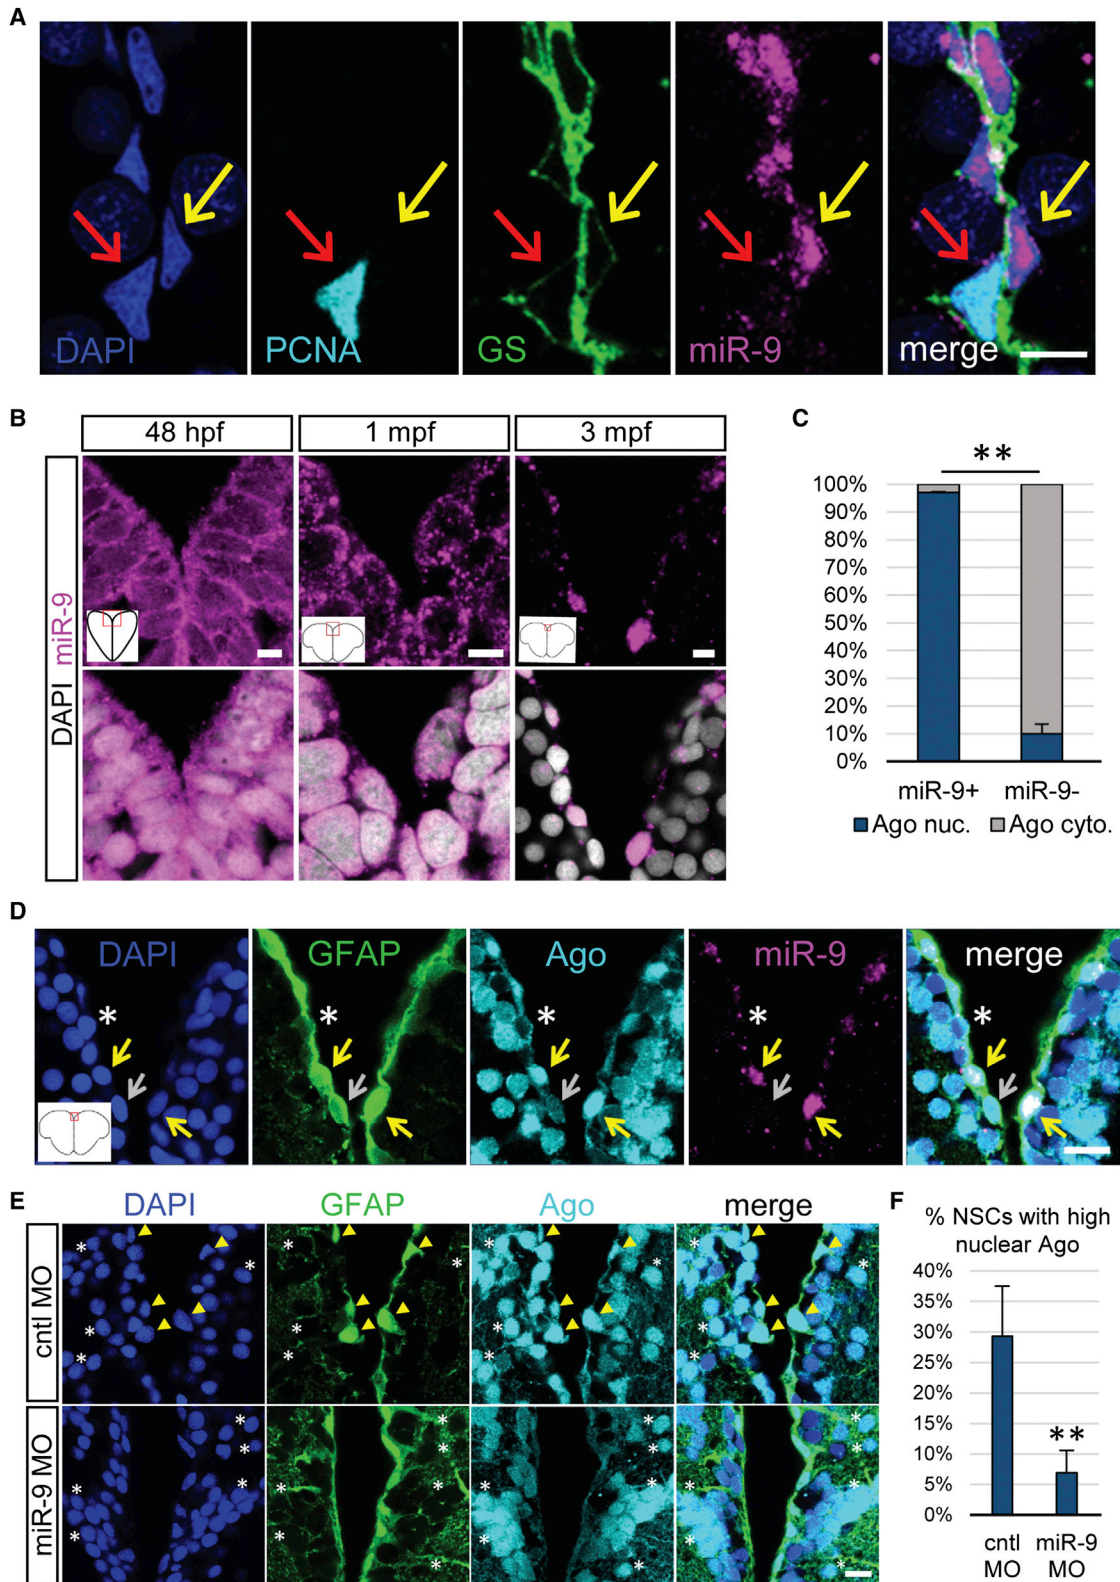 A
DAPI
PCNA
GS
miR-9
merge
B
48 hpf
1 mpf
3 mpf
DAPI miR-9
C
**
100%
90%
80%
70%
60%
50%
40%
30%
20%
10%
0%
miR-9+
miR-9-
Ago nuc.
Ago cyto.
D
DAPI
GFAP
Ago
miR-9
merge
*
*
*
*
*
E
DAPI
GFAP
Ago
merge
cntl MO
miR-9 MO
F
% NSCs with high
nuclear Ago
40%
35%
30%
25%
20%
15%
10%
5%
0%
**
cntl
MO
miR-9
MO